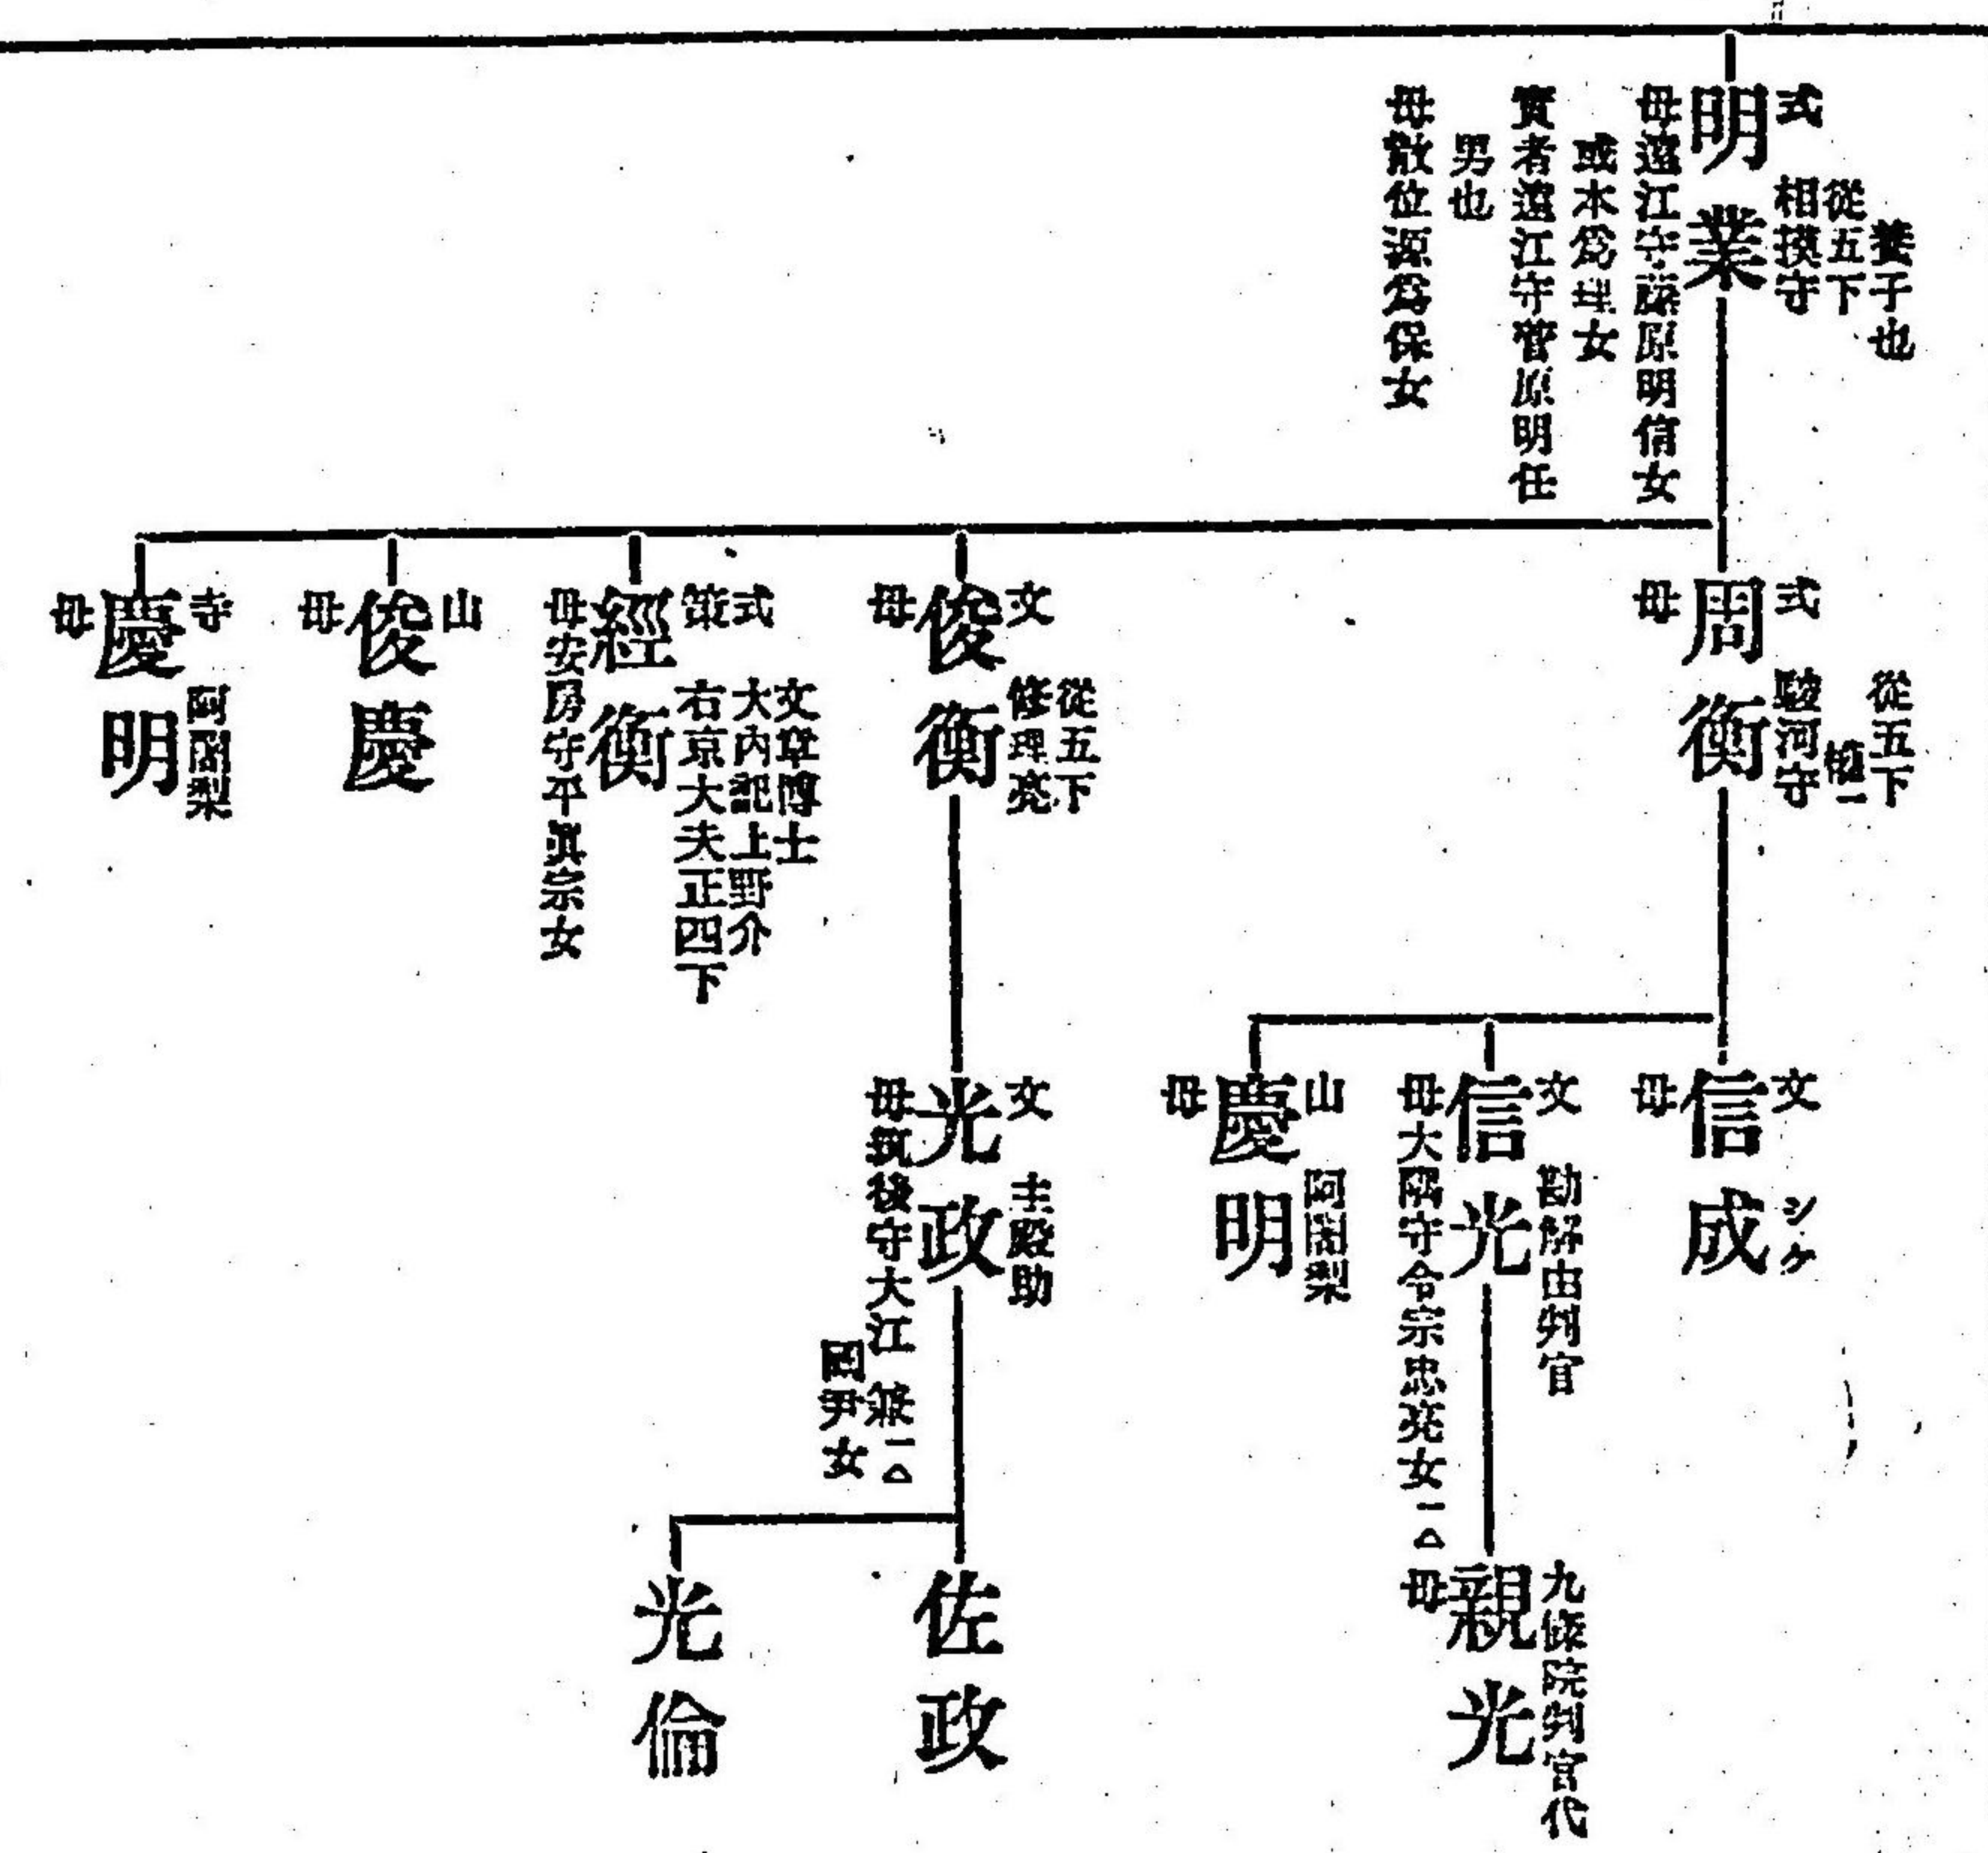 養子也
從五下
相摸守
式
明業
母遠江守藤原明信女
或本爲理女
實者遠江守菅原明任
男也
母散位源爲保女
從五下
駿河守
式
周衡
母
從五下
修理亮
文
俊衡
母
文章博士
大內記上野介
右京大夫正四下
式
策
經衡
母安房守平眞宗女
山
俊慶
母
阿闍梨
寺
慶明
母
シケ
文
信成
母
勘解由判官
文
信光
母大隅守令宗忠亮女一△
阿闍梨
山
慶明
母
主殿助
文
光政
母筑後守大江兼一△
國尹女
九條院判官代
親光
母
佐政
光倫